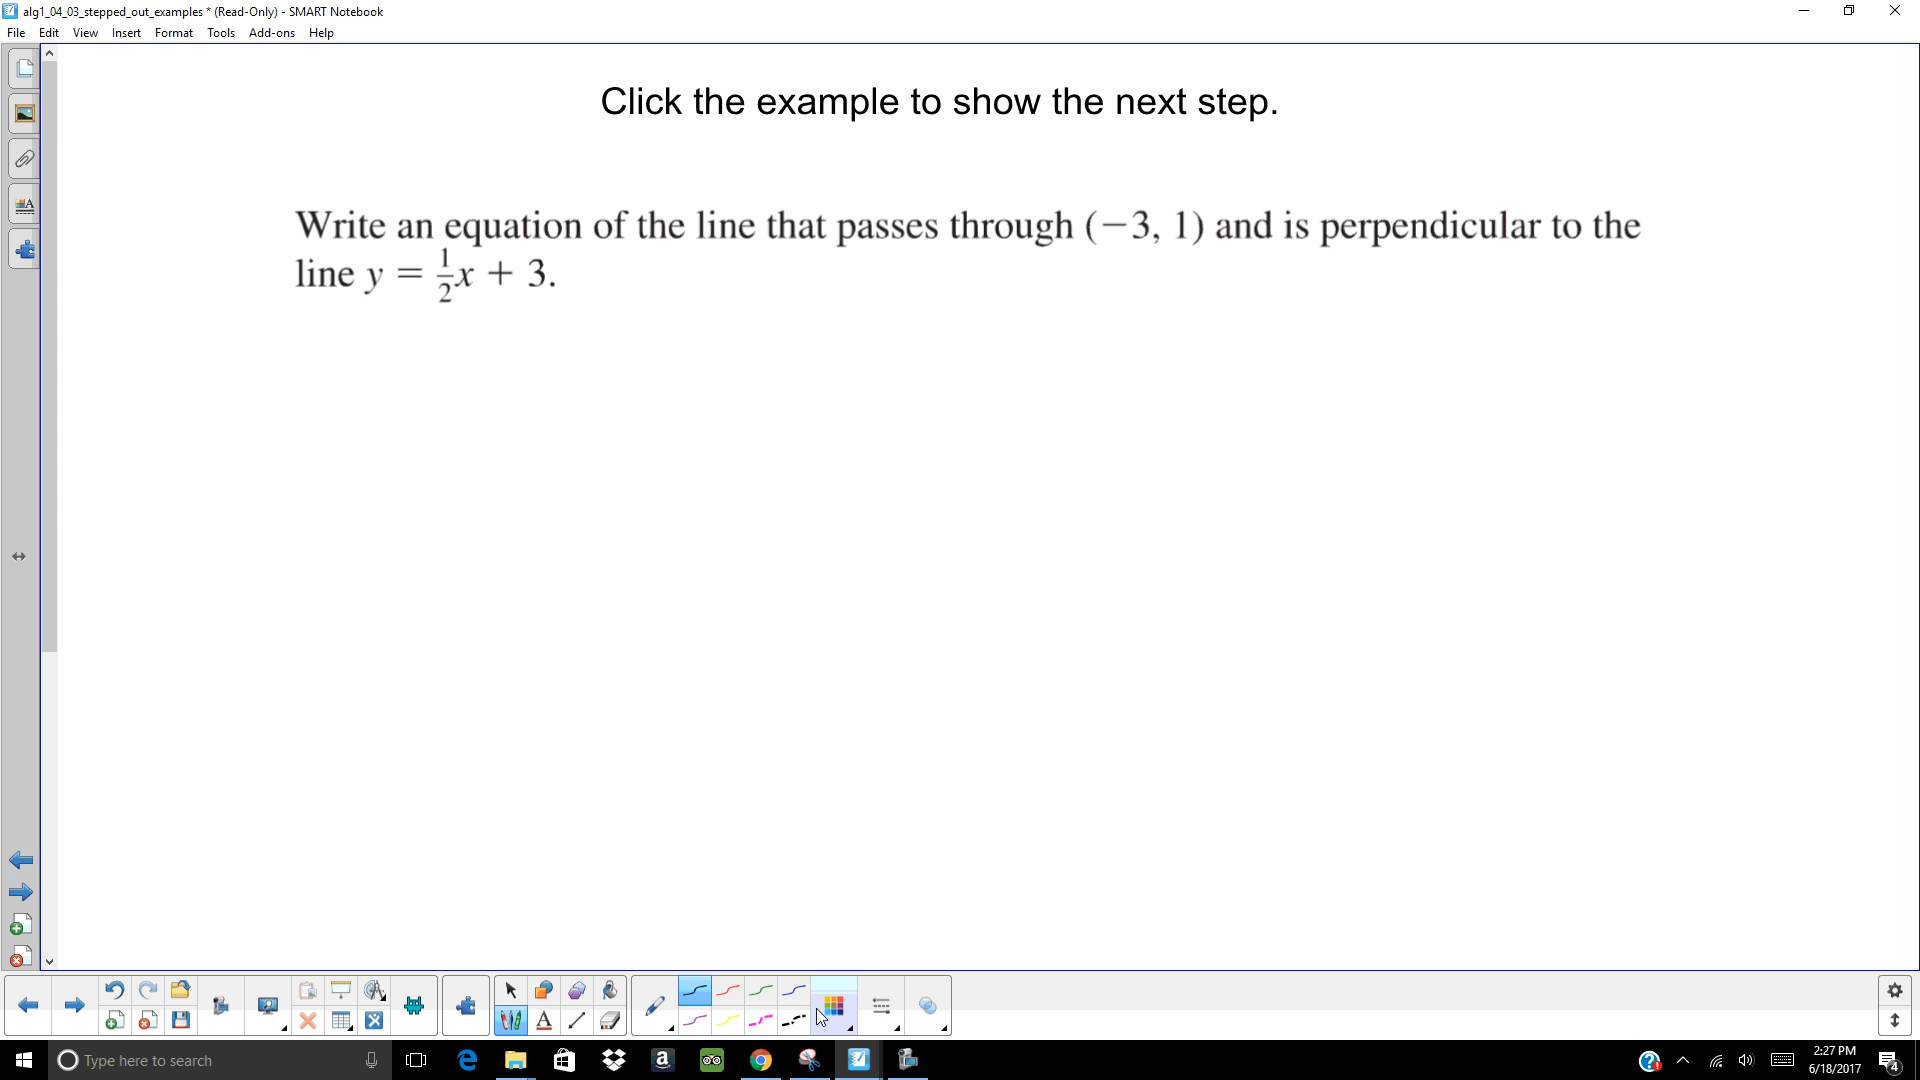 alg1_04_03_stepped_out_examples * (Read-Only) - SMART Notebook
File Edit View Insert Format Tools Add-ons Help
Click the example to show the next step.
Write an equation of the line that passes through (−3, 1) and is perpendicular to the
line y = 1/2x + 3.
Type here to search
2:27 PM
6/18/2017
4